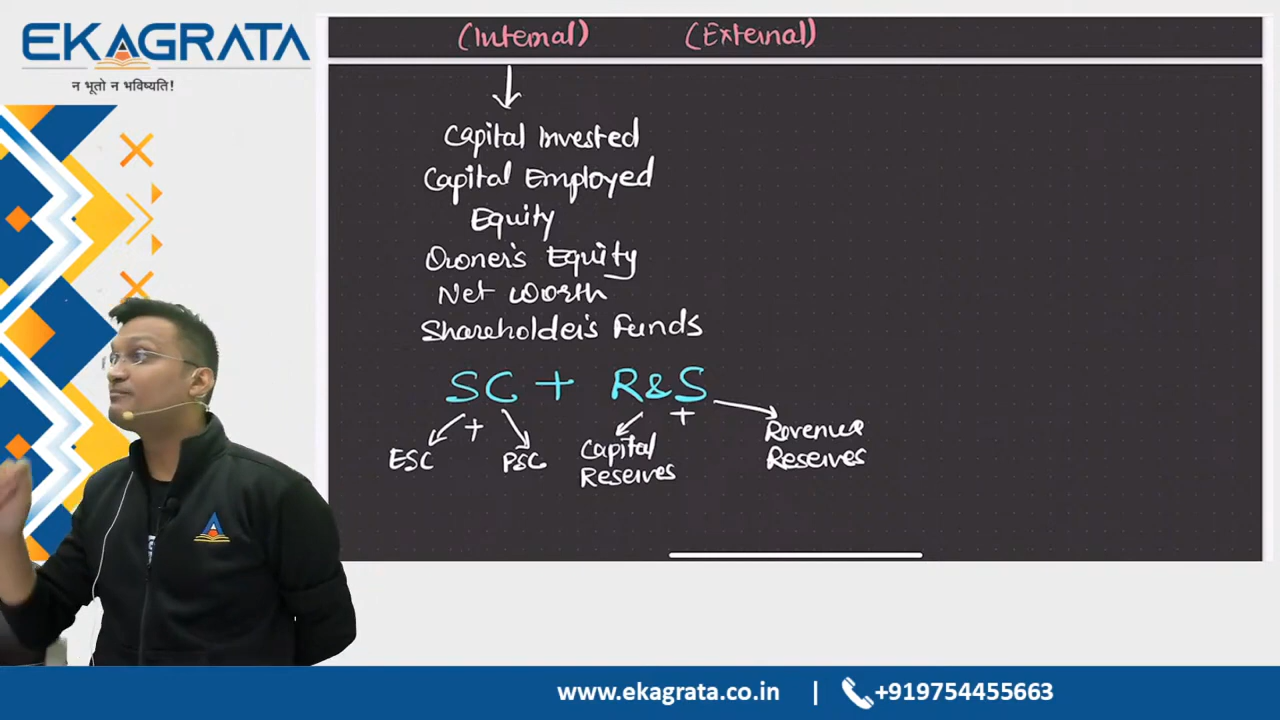 EKAGRATA
न भूतो न भविष्यति!
(Internal) (External)
Capital Invested
Capital Employed
Equity
Owner's Equity
Net Worth
Shareholder's Funds
SC + R&S
+ +
ESC PSC Capital Reserves Revenue Reserves
www.ekagrata.co.in | +919754455663